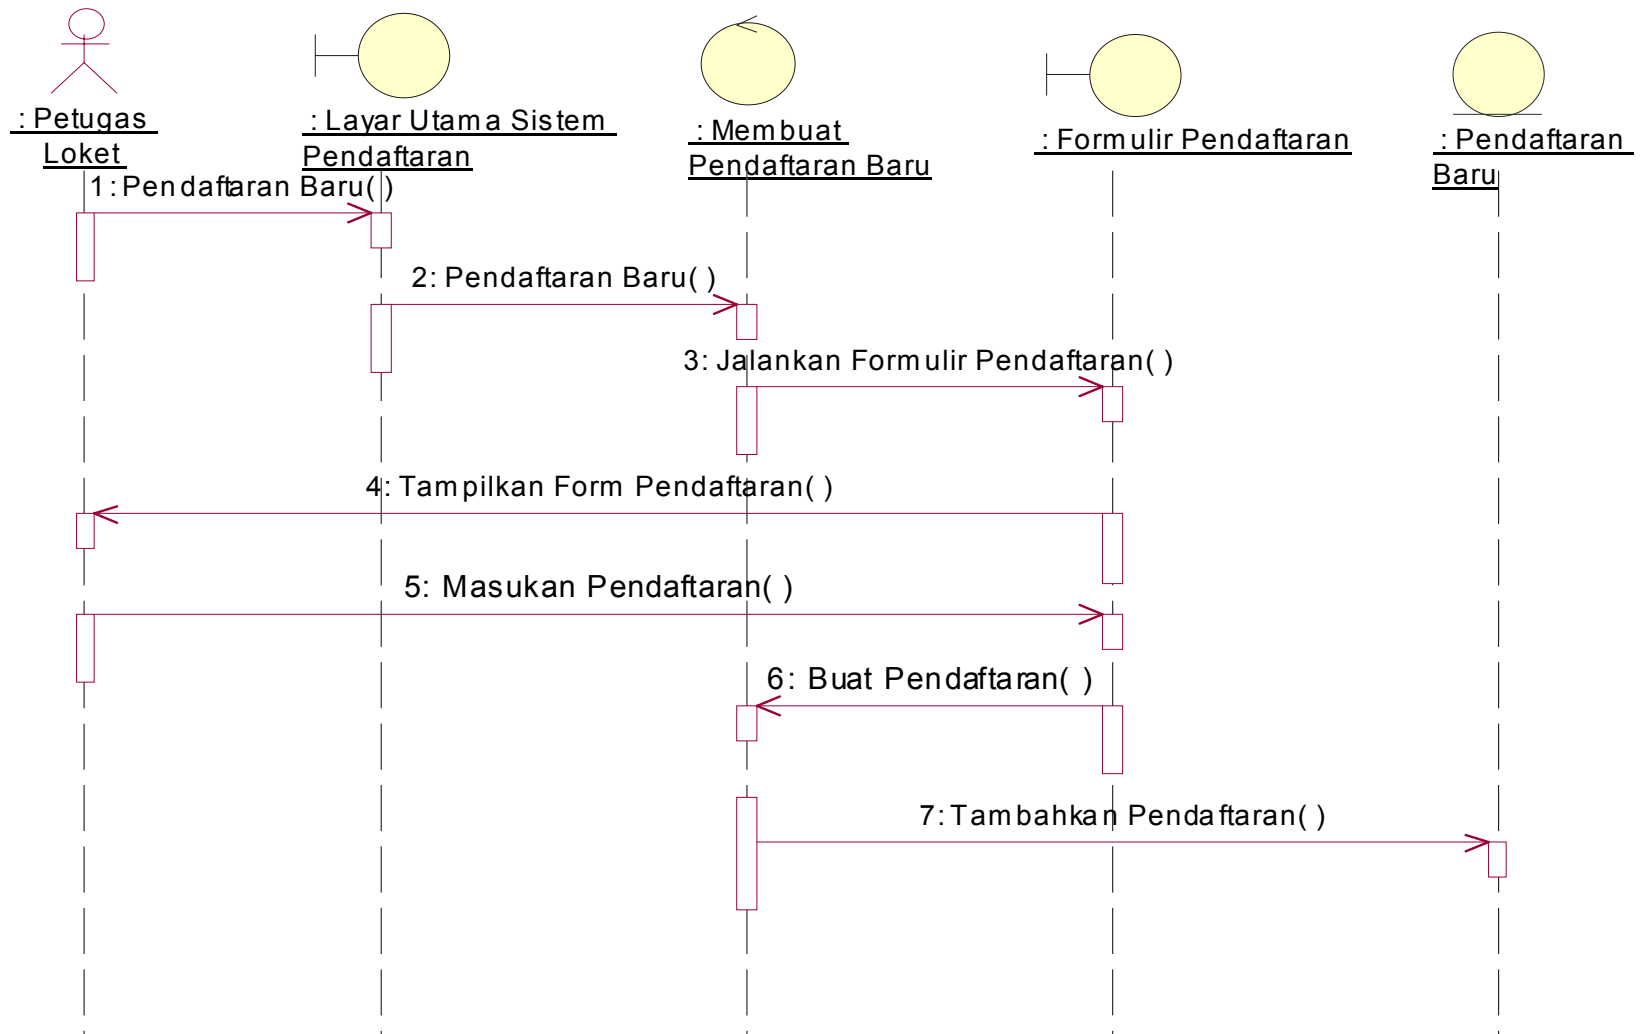 : Petugas
Loket
: Layar Utama Sistem
Pendaftaran
: Membuat
Pendaftaran Baru
: Formulir Pendaftaran
: Pendaftaran
Baru
1: Pendaftaran Baru( )
2: Pendaftaran Baru( )
3: Jalankan Formulir Pendaftaran( )
4: Tampilkan Form Pendaftaran( )
5: Masukan Pendaftaran( )
6: Buat Pendaftaran( )
7: Tambahkan Pendaftaran( )